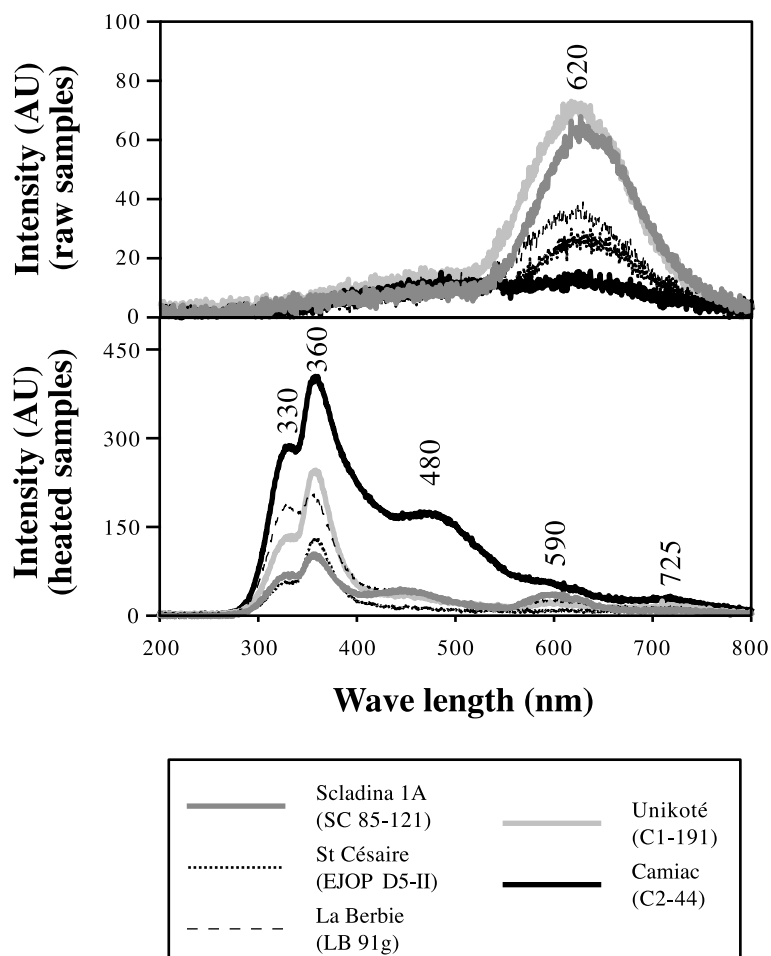 100
80
60
40
20
0
Intensity (AU)
(raw samples)
620
450
300
150
0
Intensity (AU)
(heated samples)
330
360
480
590
725
200 300 400 500 600 700 800
Wave length (nm)
Scladina 1A
(SC 85-121)
St Césaire
(EJOP D5-II)
La Berbie
(LB 91g)
Unikoté
(C1-191)
Camiac
(C2-44)